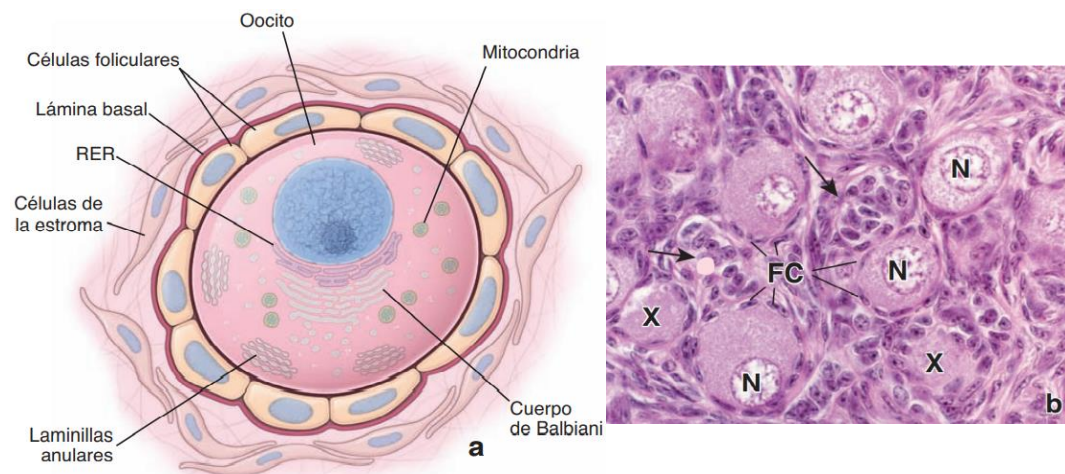 Oocito
Células foliculares
Mitocondria
Lámina basal
RER
Células de
la estroma
Laminillas
anulares
Cuerpo
de Balbiani
a
N
N
FC
X
X
N
b